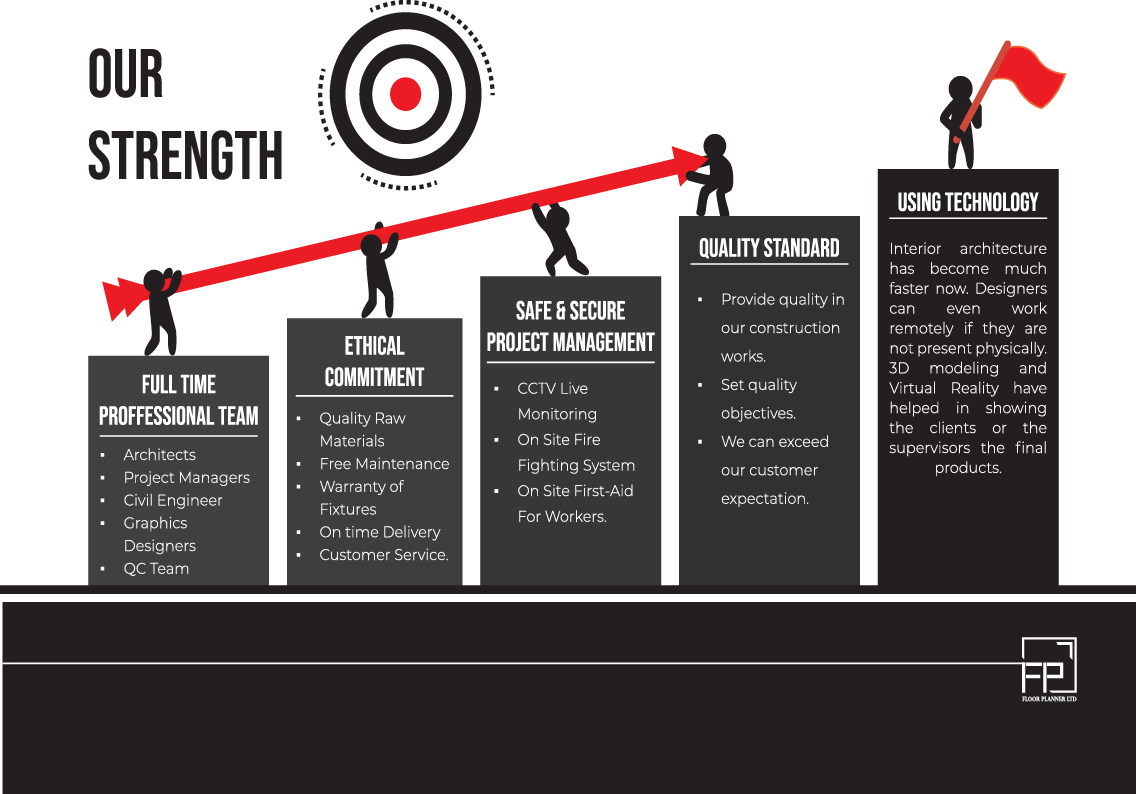 OUR
STRENGTH
FULL TIME
PROFFESSIONAL TEAM
▪ Architects
▪ Project Managers
▪ Civil Engineer
▪ Graphics
Designers
▪ QC Team
ETHICAL
COMMITMENT
▪ Quality Raw
Materials
▪ Free Maintenance
▪ Warranty of
Fixtures
▪ On time Delivery
▪ Customer Service.
SAFE & SECURE
PROJECT MANAGEMENT
▪ CCTV Live
Monitoring
▪ On Site Fire
Fighting System
▪ On Site First-Aid
For Workers.
QUALITY STANDARD
▪ Provide quality in
our construction
works.
▪ Set quality
objectives.
▪ We can exceed
our customer
expectation.
USING TECHNOLOGY
Interior architecture
has become much
faster now. Designers
can even work
remotely if they are
not present physically.
3D modeling and
Virtual Reality have
helped in showing
the clients or the
supervisors the final
products.
FP
FLOOR PLANNER LTD